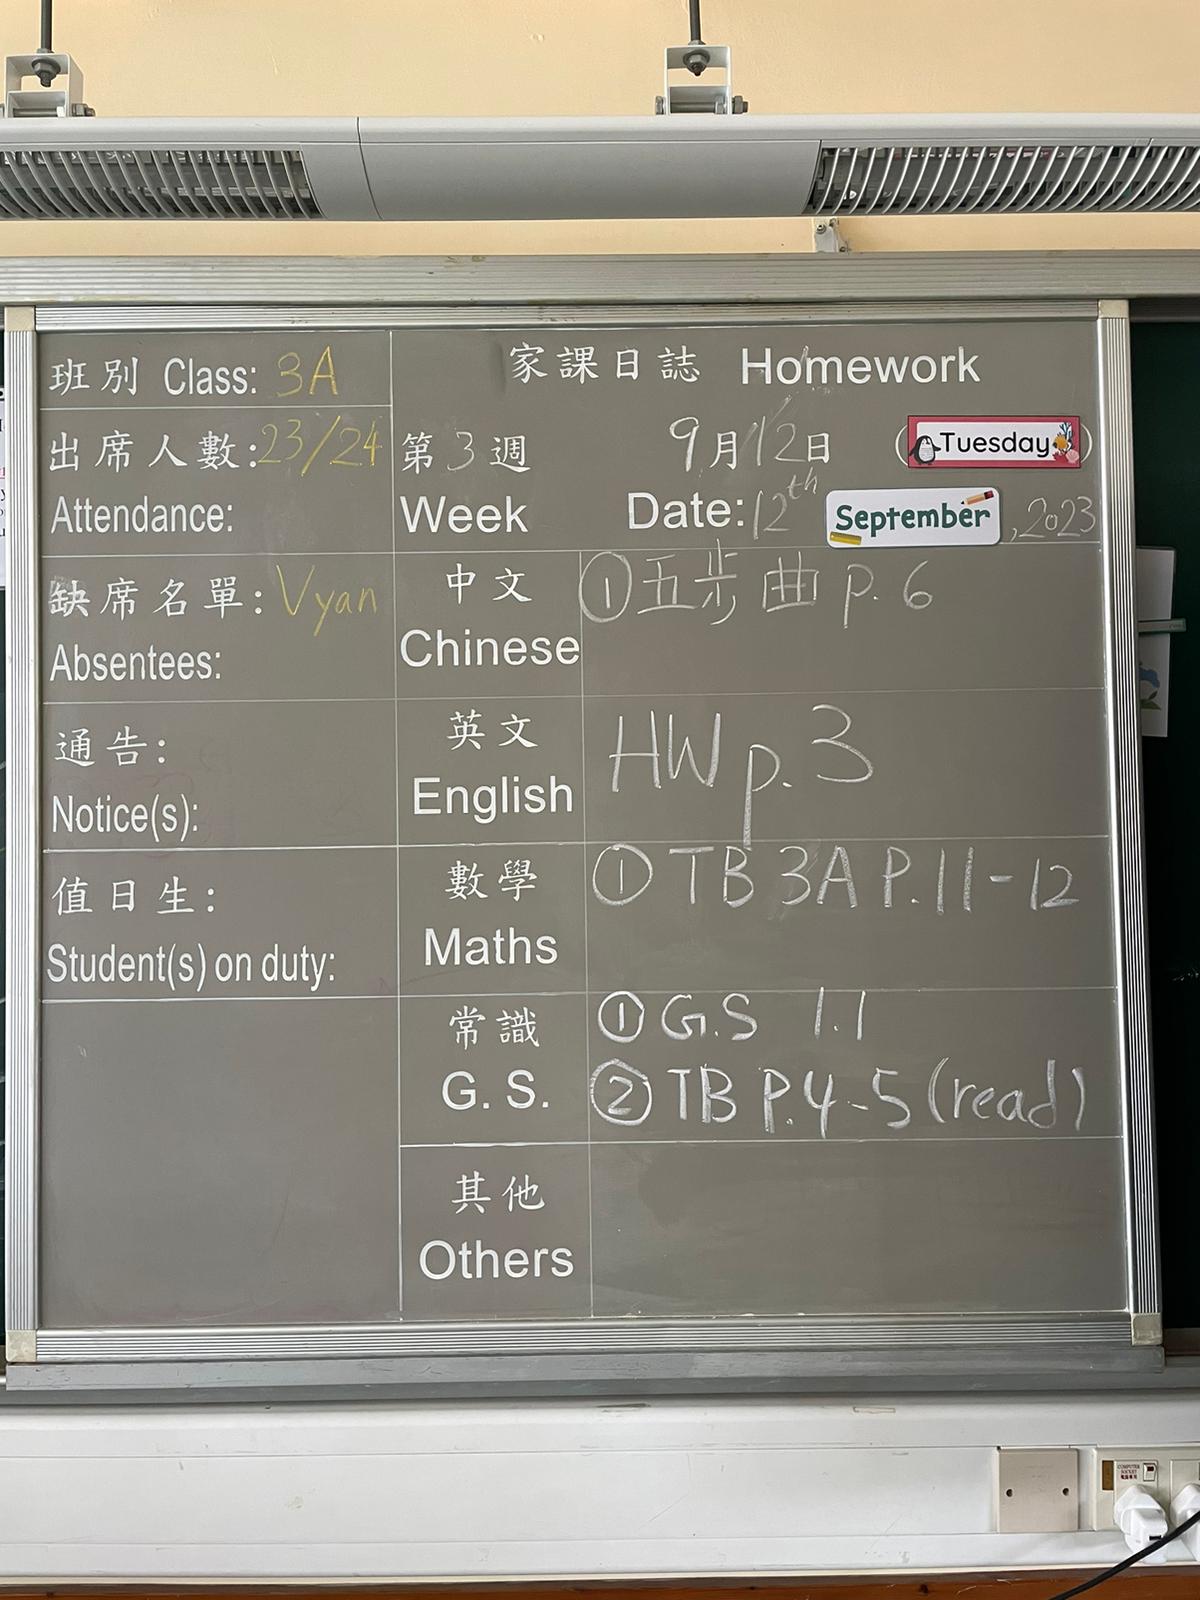 班別 Class: 3A
家課日誌 Homework
出席人數: 23/24
Attendance:
第3週 9月12日 (Tuesday)
Week Date: 12th September, 2023
缺席名單: Vyan
Absentees:
中文
Chinese
①五步曲 p. 6
通告:
Notice(s):
英文
English
HW p. 3
值日生:
Student(s) on duty:
數學
Maths
① TB 3A P.11-12
常識
G. S.
① G.S 1.1
② TB P.4-5 (read)
其他
Others
COMPUTER
SOCKET